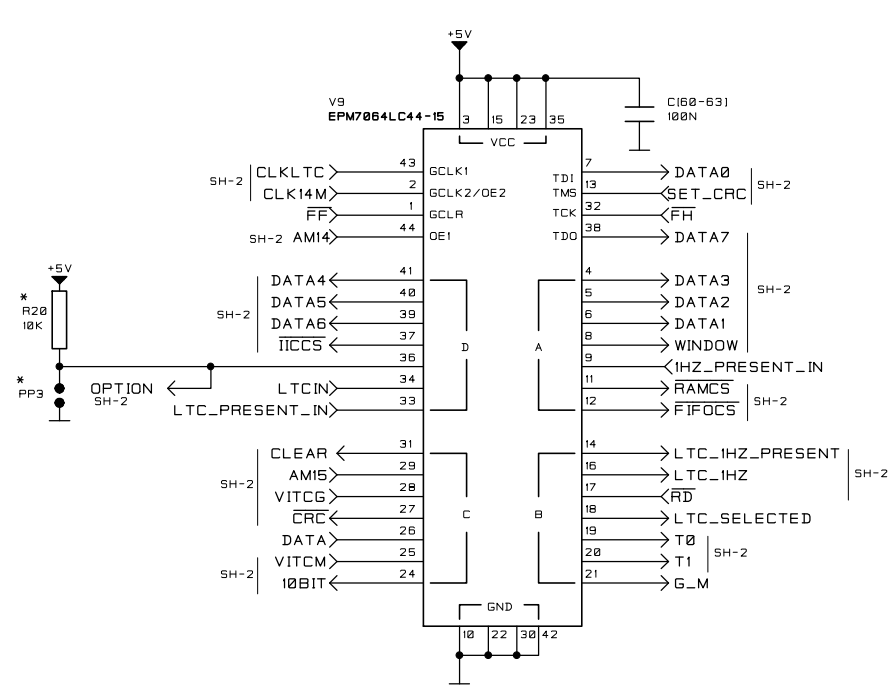 +5V
V9
EPM7064LC44-15
C[60-63]
100N
3 15 23 35
VCC
SH-2
CLKLTC 43 GCLK1
CLK14M 2 GCLK2/OE2
FF 1 GCLR
SH-2 AM14 44 OE1
TDI 7 DATA0
TMS 13 SET_CRC
SH-2
TCK 32 FH
TDO 38 DATA7
+5V
* R20
10K
* PP3
OPTION
SH-2
SH-2
DATA4 41
DATA5 40
DATA6 39
IICCS 37
36
LTCIN 34
LTC_PRESENT_IN 33
D
A
4 DATA3
5 DATA2
6 DATA1
8 WINDOW
SH-2
9 1HZ_PRESENT_IN
11 RAMCS
12 FIFOCS
SH-2
CLEAR 31
AM15 29
VITCG 28
CRC 27
SH-2
DATA 26
VITCM 25
10BIT 24
SH-2
C
B
14 LTC_1HZ_PRESENT
16 LTC_1HZ
17 RD
SH-2
18 LTC_SELECTED
19 T0
20 T1
SH-2
21 G_M
GND
10 22 30 42